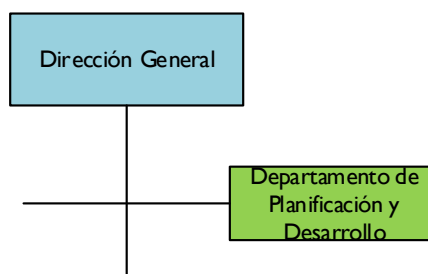 Dirección General
Departamento de
Planificación y
Desarrollo